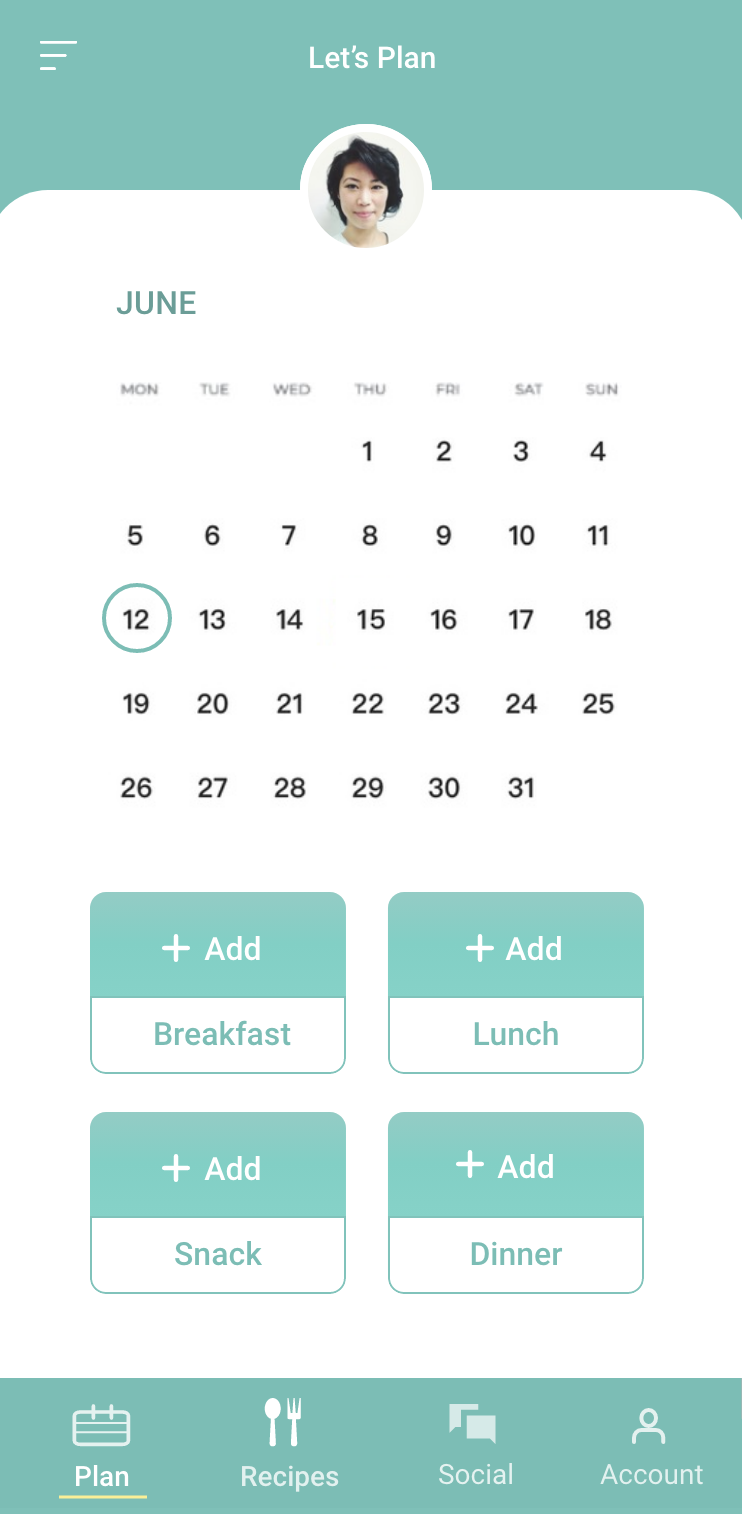 Let’s Plan
JUNE
MON TUE WED THU FRI SAT SUN
1 2 3 4
5 6 7 8 9 10 11
12 13 14 15 16 17 18
19 20 21 22 23 24 25
26 27 28 29 30 31
+ Add + Add
Breakfast Lunch
+ Add + Add
Snack Dinner
Plan Recipes Social Account